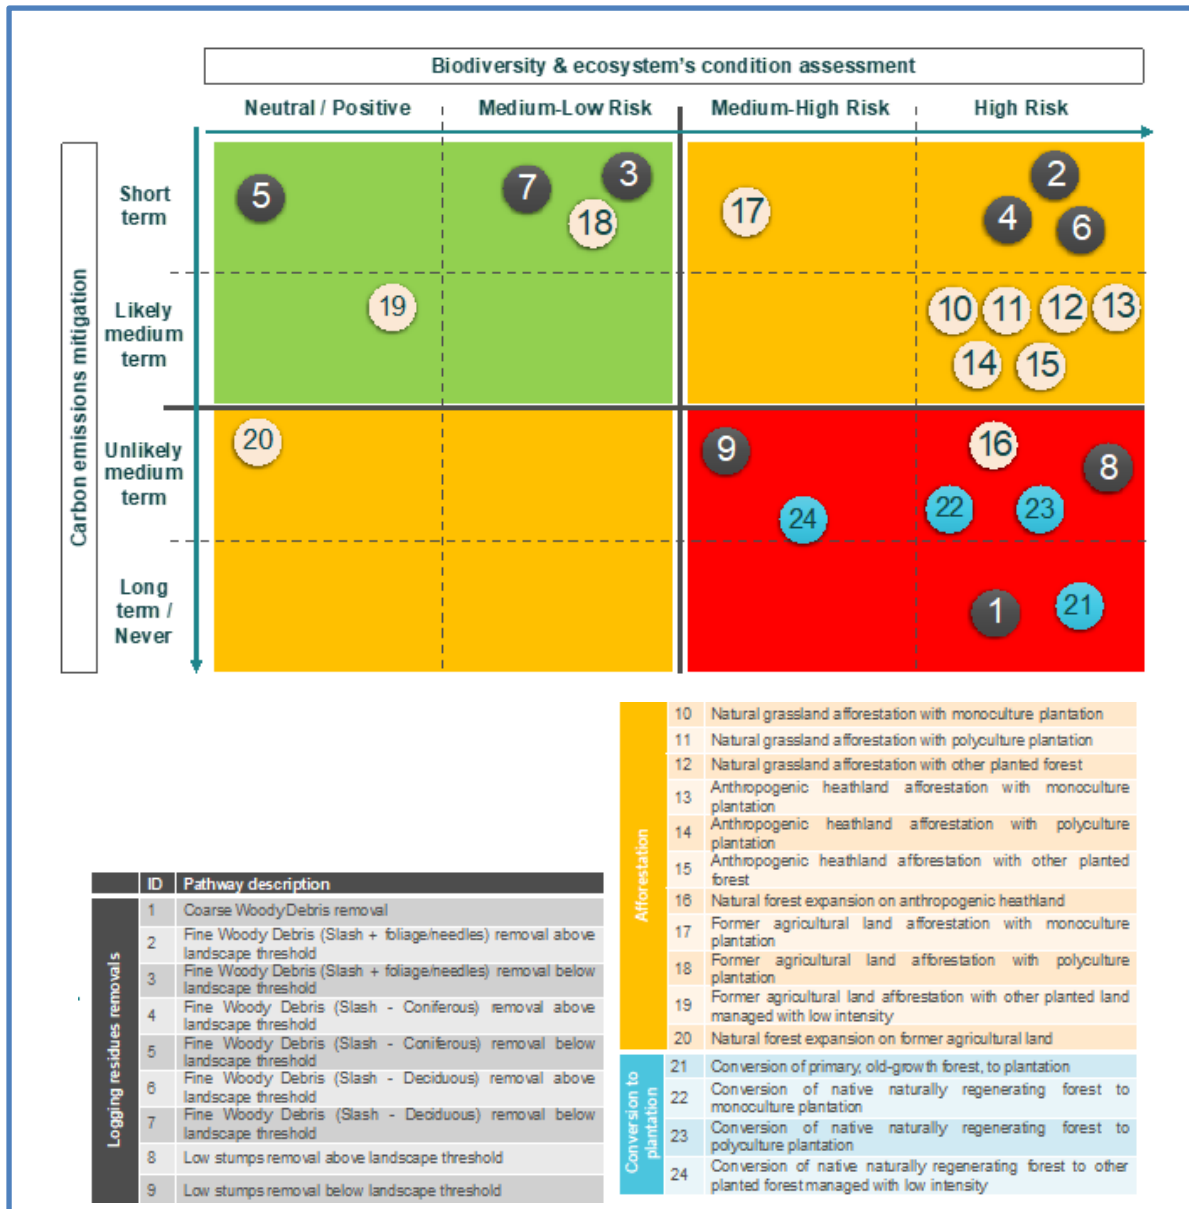 Biodiversity & ecosystem's condition assessment
Neutral / Positive
Medium-Low Risk
Medium-High Risk
High Risk
Carbon emissions mitigation
Short
term
5
7
3
18
17
2
4
6
Likely
medium
term
19
10
11
12
13
14
15
Unlikely
medium
term
20
9
24
16
8
22
23
Long
term /
Never
1
21
ID Pathway description
Logging residues removals
1 Coarse Woody Debris removal
2 Fine Woody Debris (Slash + foliage/needles) removal above
landscape threshold
3 Fine Woody Debris (Slash + foliage/needles) removal below
landscape threshold
4 Fine Woody Debris (Slash - Coniferous) removal above
landscape threshold
5 Fine Woody Debris (Slash - Coniferous) removal below
landscape threshold
6 Fine Woody Debris (Slash - Deciduous) removal above
landscape threshold
7 Fine Woody Debris (Slash - Deciduous) removal below
landscape threshold
8 Low stumps removal above landscape threshold
9 Low stumps removal below landscape threshold
Afforestation
10 Natural grassland afforestation with monoculture plantation
11 Natural grassland afforestation with polyculture plantation
12 Natural grassland afforestation with other planted forest
13 Anthropogenic heathland afforestation with monoculture
plantation
14 Anthropogenic heathland afforestation with polyculture
plantation
15 Anthropogenic heathland afforestation with other planted
forest
16 Natural forest expansion on anthropogenic heathland
17 Former agricultural land afforestation with monoculture
plantation
18 Former agricultural land afforestation with polyculture
plantation
19 Former agricultural land afforestation with other planted land
managed with low intensity
20 Natural forest expansion on former agricultural land
Conversion to
plantation
21 Conversion of primary, old-growth forest, to plantation
22 Conversion of native naturally regenerating forest to
monoculture plantation
23 Conversion of native naturally regenerating forest to
polyculture plantation
24 Conversion of native naturally regenerating forest to other
planted forest managed with low intensity